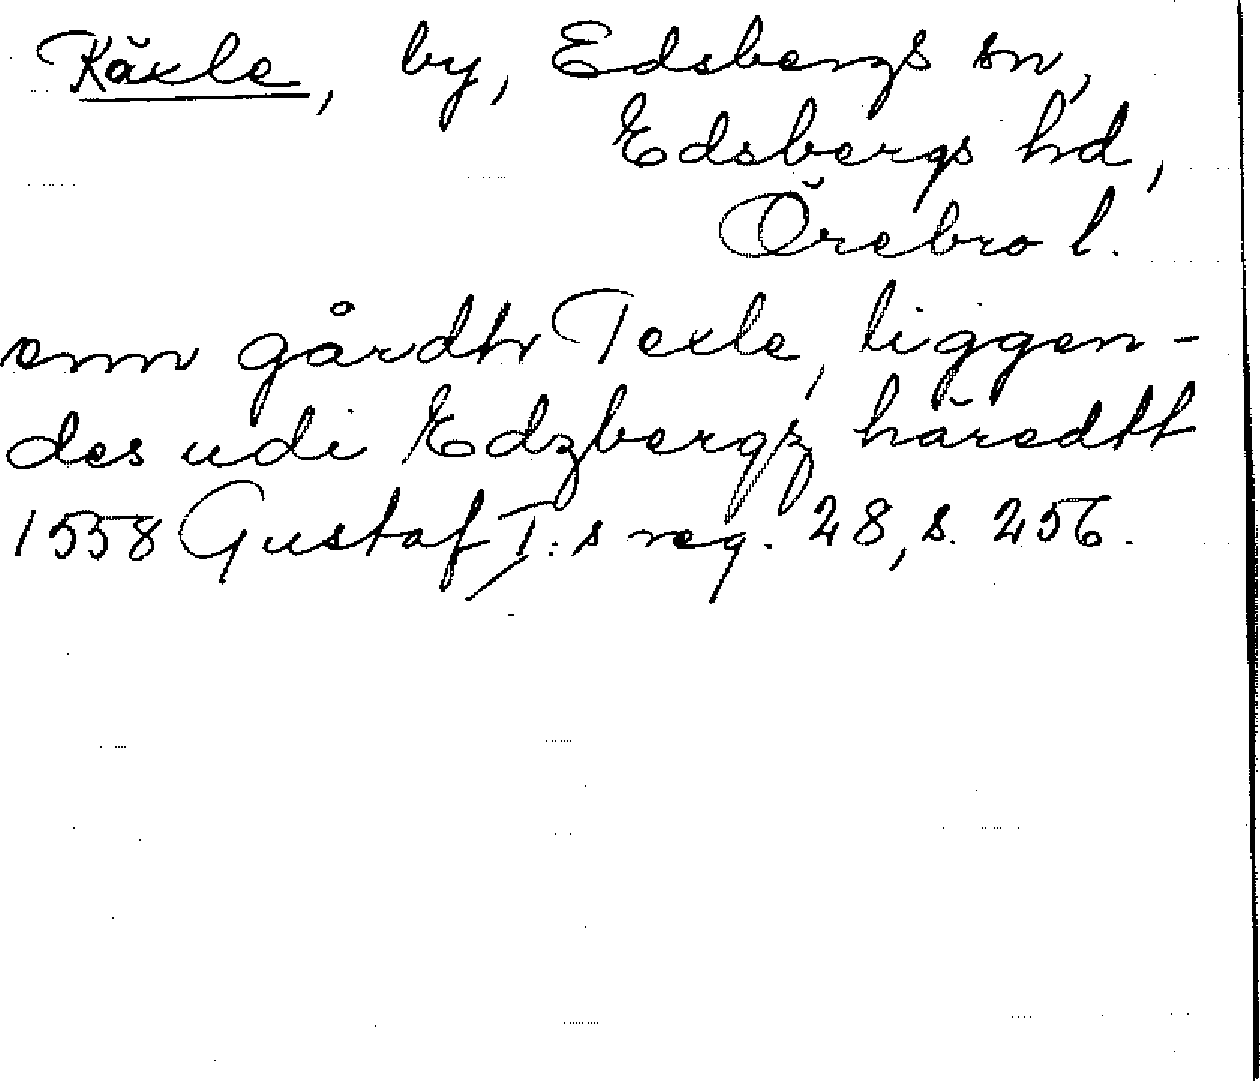 Käxle, by, Edsbergs sn,
Edsbergs hd,
Örebro l.
enn gårdh Texle, liggen-
des udi Edzbergz häredtt
1558 Gustaf I:s reg. 28, s. 256.